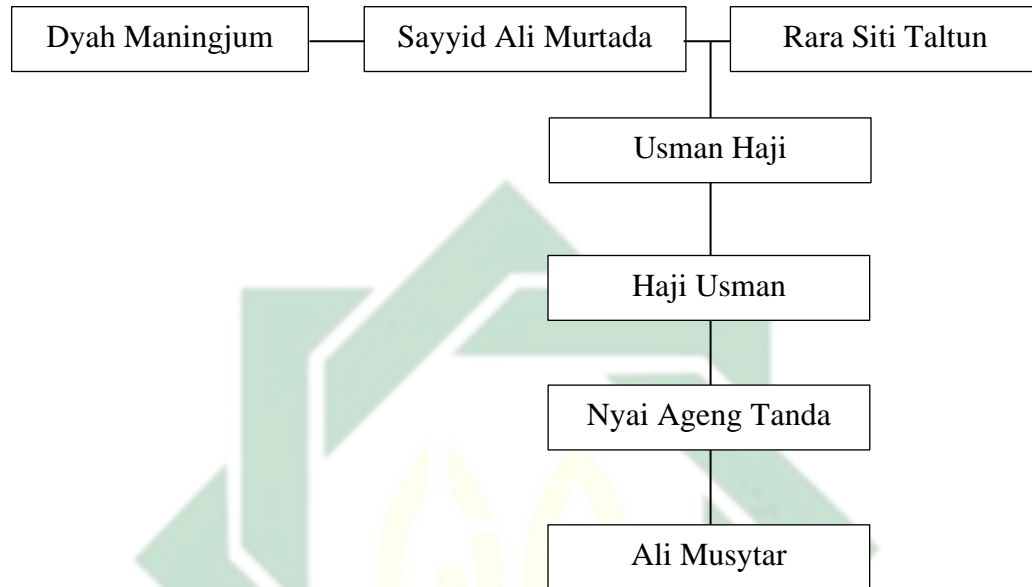 Dyah Maningjum Sayyid Ali Murtada Rara Siti Taltun
Usman Haji
Haji Usman
Nyai Ageng Tanda
Ali Musytar